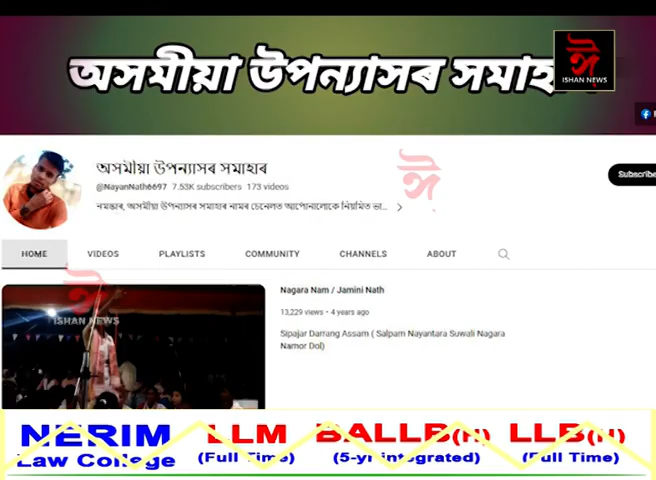 অসমীয়া উপন্যাসৰ
ঈ
ISHAN NEWS
অসমীয়া উপন্যাসৰ সমাহাৰ
Subscribe
@NayanNath6697 7.53K subscribers 173 videos
নমস্কাৰ, অসমীয়া উপন্যাসৰ সমাহাৰ নামৰ চেনেলত আপোনালোকে নিয়মিত ভা...
ঈ
HOME VIDEOS PLAYLISTS COMMUNITY CHANNELS ABOUT
ঈ
ISHAN NEWS
Nagara Nam / Jamini Nath
13,229 views • 4 years ago
Sipajar Darrang Assam ( Salpam Nayantara Suwali Nagara
Namor Dol)
NERIM LLM BALLB(H) LLB(H)
Law College (Full Time) (5-yr integrated) (Full Time)